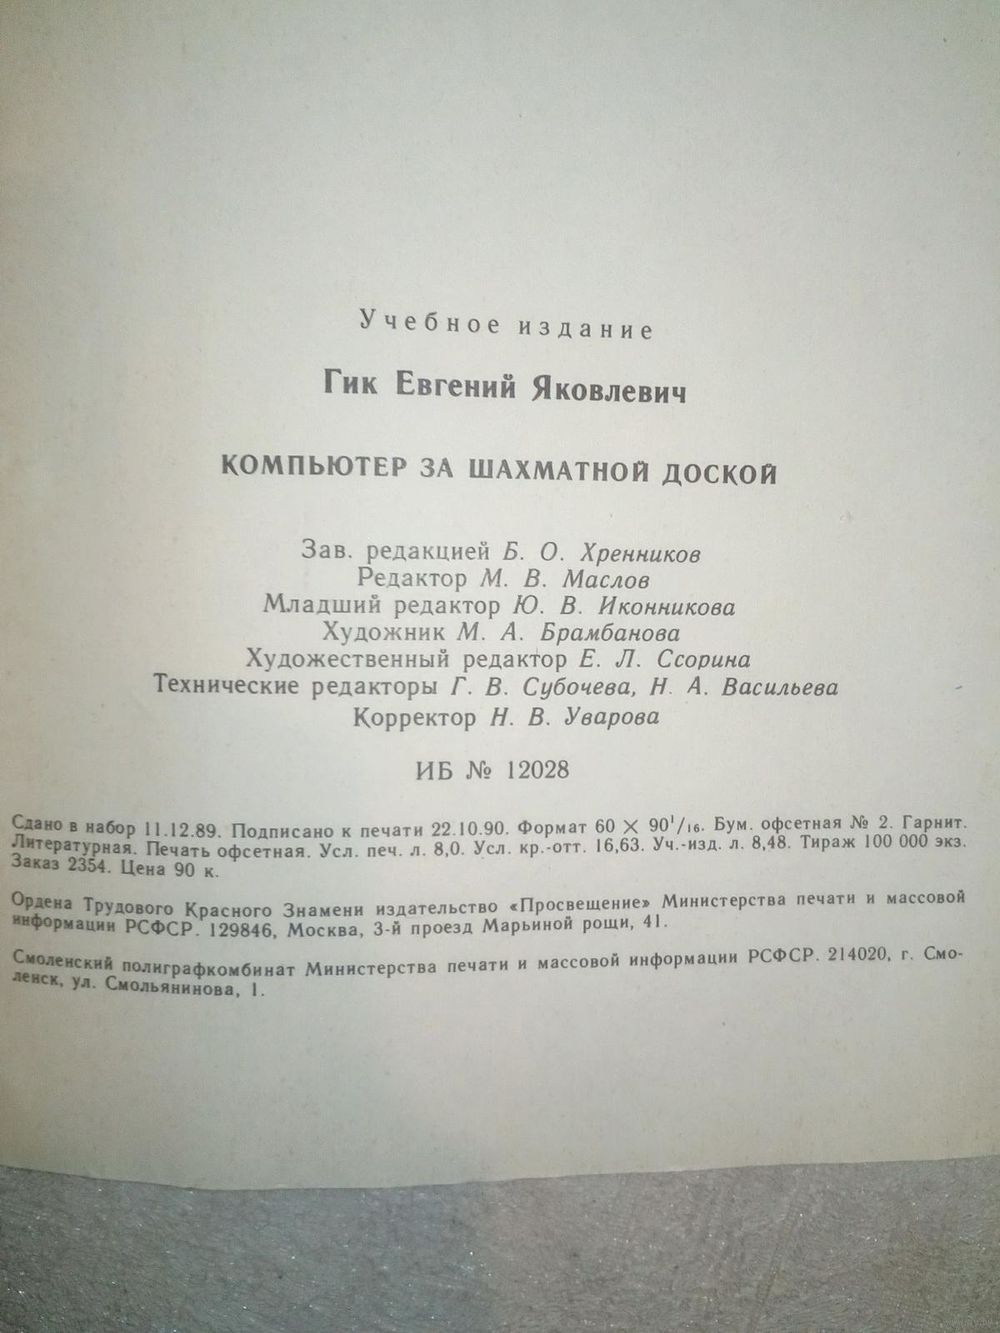 Учебное издание
Гик Евгений Яковлевич
КОМПЬЮТЕР ЗА ШАХМАТНОЙ ДОСКОЙ
Зав. редакцией Б. О. Хренников
Редактор М. В. Маслов
Младший редактор Ю. В. Иконникова
Художник М. А. Брамбанова
Художественный редактор Е. Л. Ссорина
Технические редакторы Г. В. Субочева, Н. А. Васильева
Корректор Н. В. Уварова
ИБ № 12028
Сдано в набор 11.12.89. Подписано к печати 22.10.90. Формат 60 × 90¹/₁₆. Бум. офсетная № 2. Гарнит.
Литературная. Печать офсетная. Усл. печ. л. 8,0. Усл. кр.-отт. 16,63. Уч.-изд. л. 8,48. Тираж 100 000 экз.
Заказ 2354. Цена 90 к.
Ордена Трудового Красного Знамени издательство «Просвещение» Министерства печати и массовой
информации РСФСР. 129846, Москва, 3-й проезд Марьиной рощи, 41.
Смоленский полиграфкомбинат Министерства печати и массовой информации РСФСР. 214020, г. Смо-
ленск, ул. Смольянинова, 1.